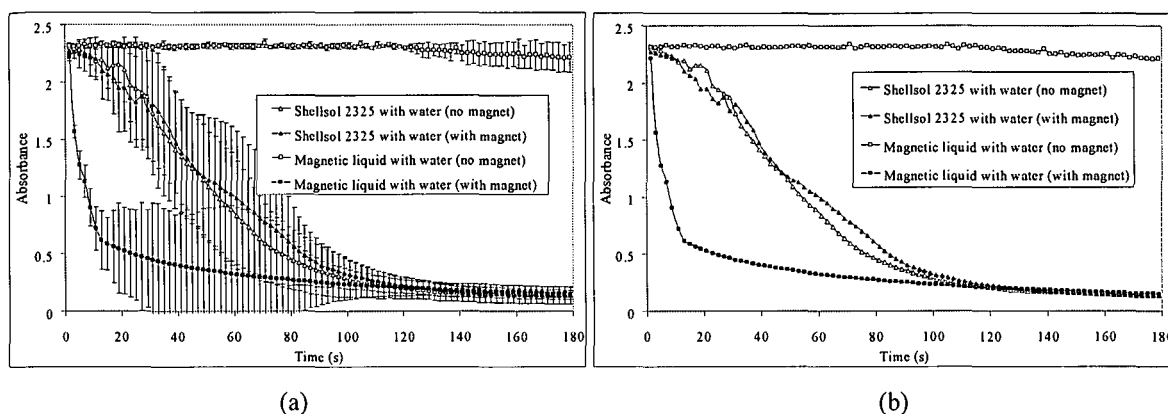 2.5
2
1.5
1
0.5
0
Absorbance
Shellsol 2325 with water (no magnet)
Shellsol 2325 with water (with magnet)
Magnetic liquid with water (no magnet)
Magnetic liquid with water (with magnet)
0 20 40 60 80 100 120 140 160 180
Time (s)
(a)
2.5
2
1.5
1
0.5
0
Absorbance
Shellsol 2325 with water (no magnet)
Shellsol 2325 with water (with magnet)
Magnetic liquid with water (no magnet)
Magnetic liquid with water (with magnet)
0 20 40 60 80 100 120 140 160 180
Time (s)
(b)